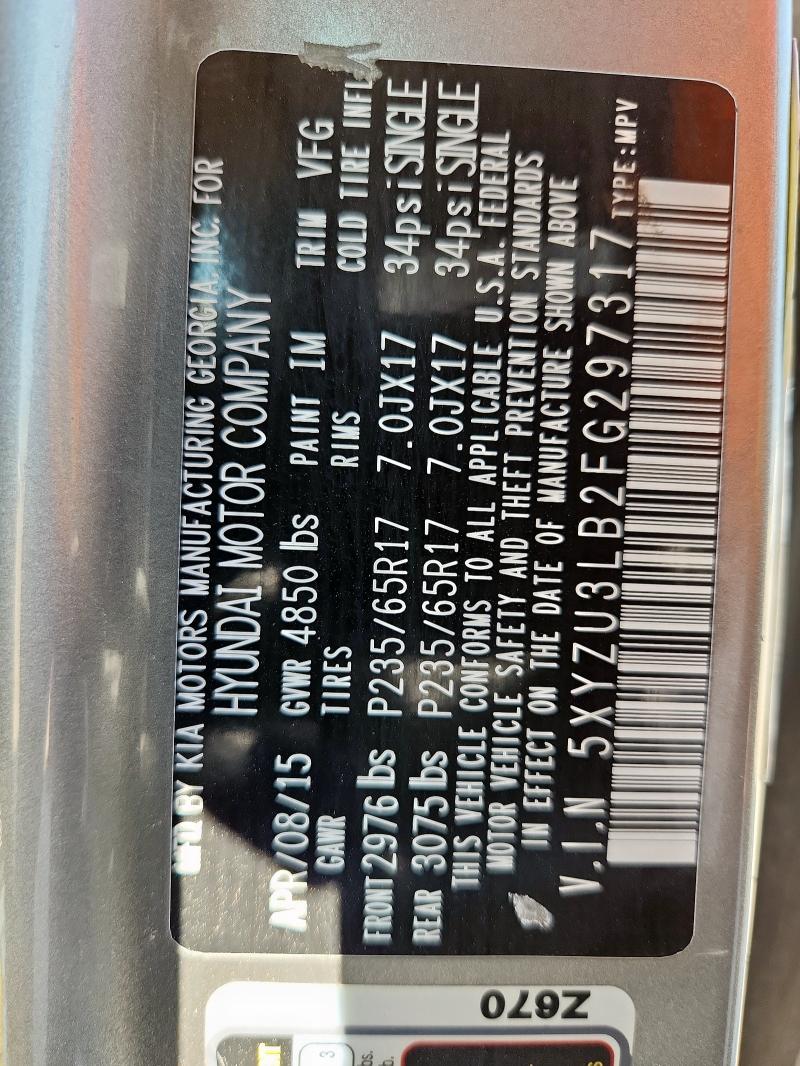 MFD BY KIA MOTORS MANUFACTURING GEORGIA, INC. FOR
HYUNDAI MOTOR COMPANY
APR/08/15 GVWR 4850 lbs PAINT 1M TRIM VFG
GAWR TIRES RIMS COLD TIRE INFL
FRONT 2976 lbs P235/65R17 7.0JX17 34psi SINGLE
REAR 3075 lbs P235/65R17 7.0JX17 34psi SINGLE
THIS VEHICLE CONFORMS TO ALL APPLICABLE U.S.A. FEDERAL
MOTOR VEHICLE SAFETY AND THEFT PREVENTION STANDARDS
IN EFFECT ON THE DATE OF MANUFACTURE SHOWN ABOVE
V.I.N 5XYZU3LB2FG297317 TYPE:MPV
Z670
3